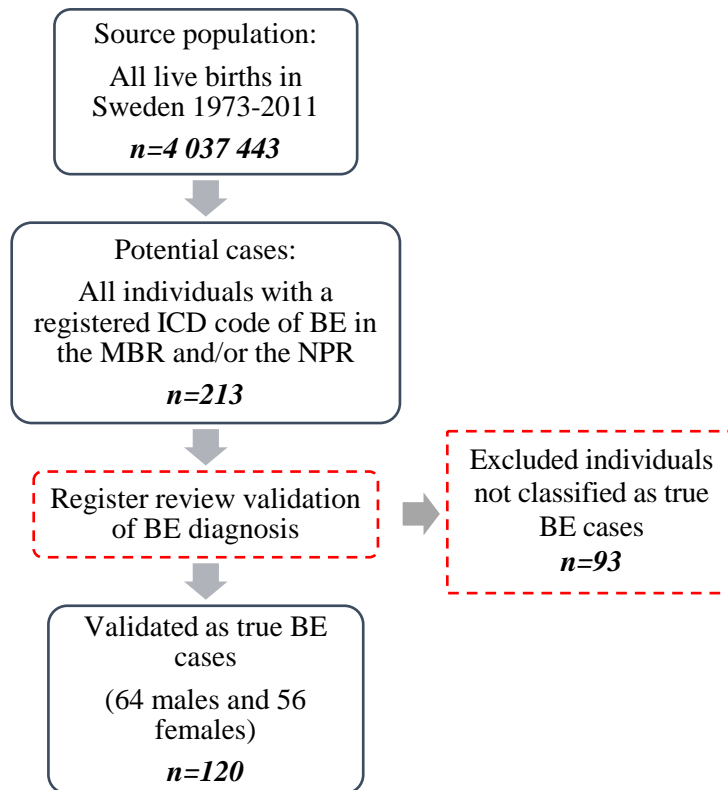 Source population:
All live births in
Sweden 1973-2011
n=4 037 443
Potential cases:
All individuals with a
registered ICD code of BE in
the MBR and/or the NPR
n=213
Register review validation
of BE diagnosis
Excluded individuals
not classified as true
BE cases
n=93
Validated as true BE
cases
(64 males and 56
females)
n=120